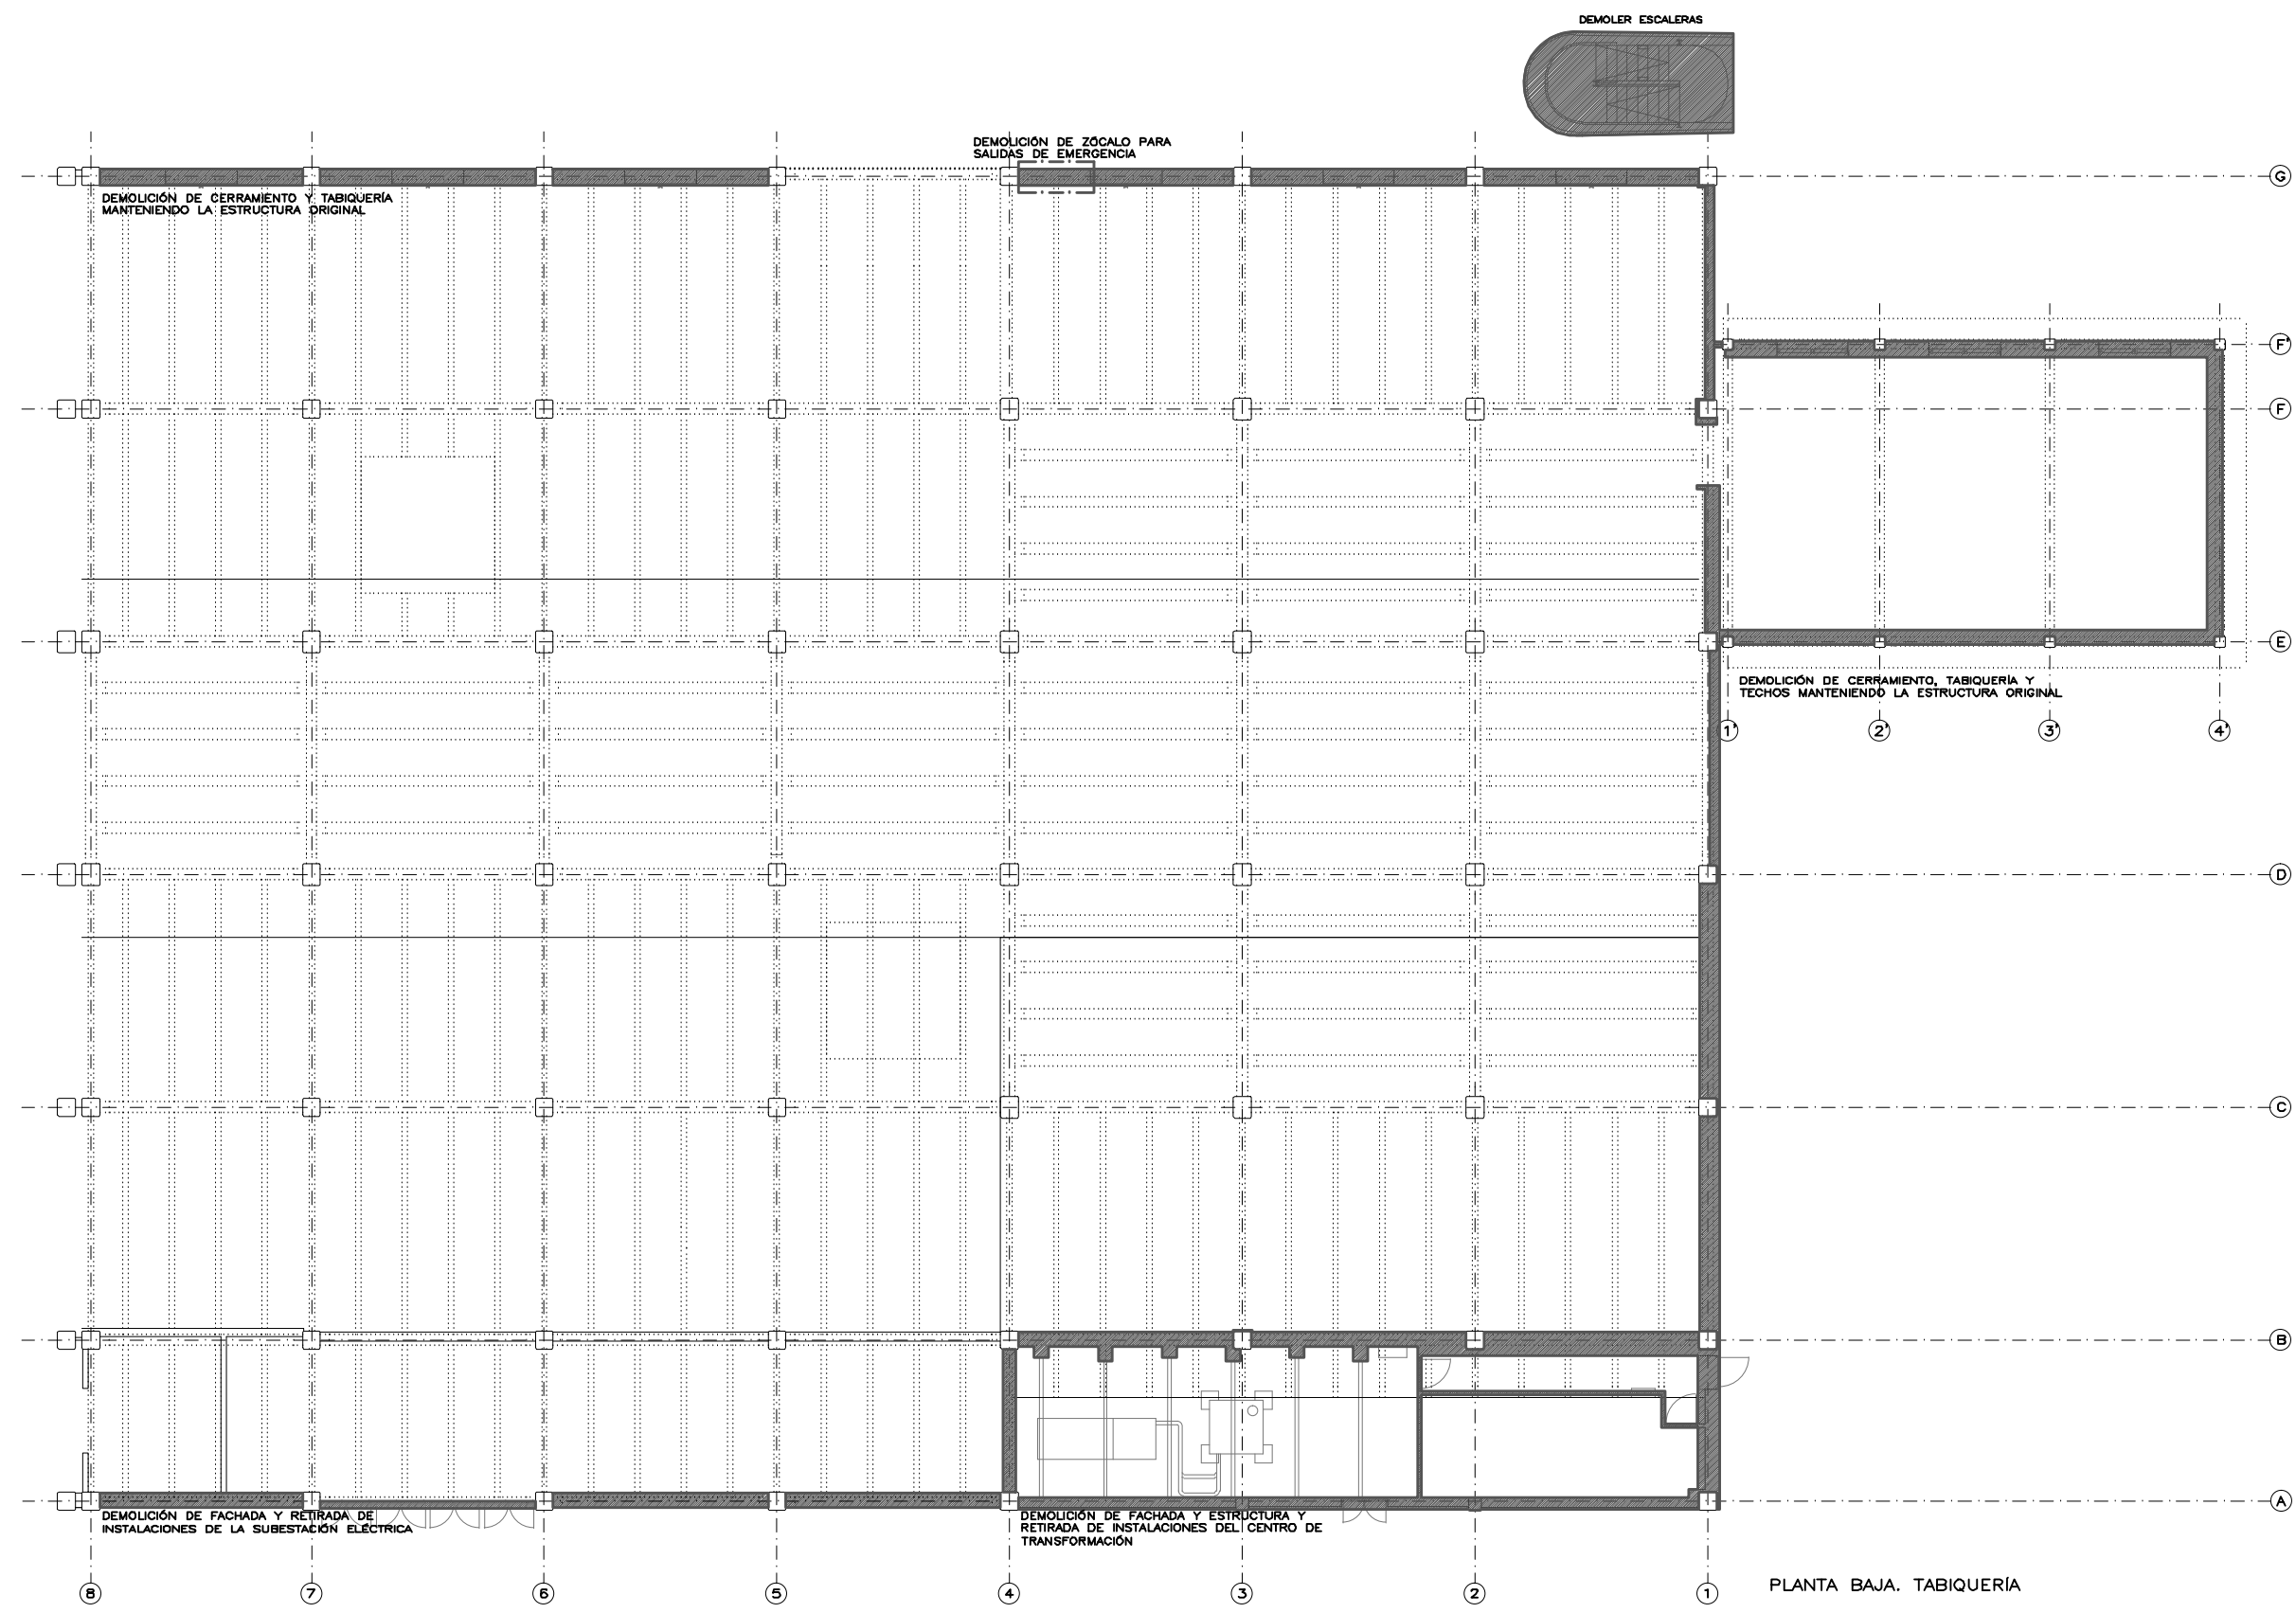 DEMOLER ESCALERAS
DEMOLICIÓN DE ZÓCALO PARA
SALIDAS DE EMERGENCIA
G
DEMOLICIÓN DE CERRAMIENTO Y TABIQUERÍA
MANTENIENDO LA ESTRUCTURA ORIGINAL
F'
F
E
DEMOLICIÓN DE CERRAMIENTO, TABIQUERÍA Y
TECHOS MANTENIENDO LA ESTRUCTURA ORIGINAL
1' 2' 3' 4'
D
C
B
A
DEMOLICIÓN DE FACHADA Y RETIRADA DE
INSTALACIONES DE LA SUBESTACIÓN ELÉCTRICA
DEMOLICIÓN DE FACHADA Y ESTRUCTURA Y
RETIRADA DE INSTALACIONES DEL CENTRO DE
TRANSFORMACIÓN
8 7 6 5 4 3 2 1
PLANTA BAJA. TABIQUERÍA